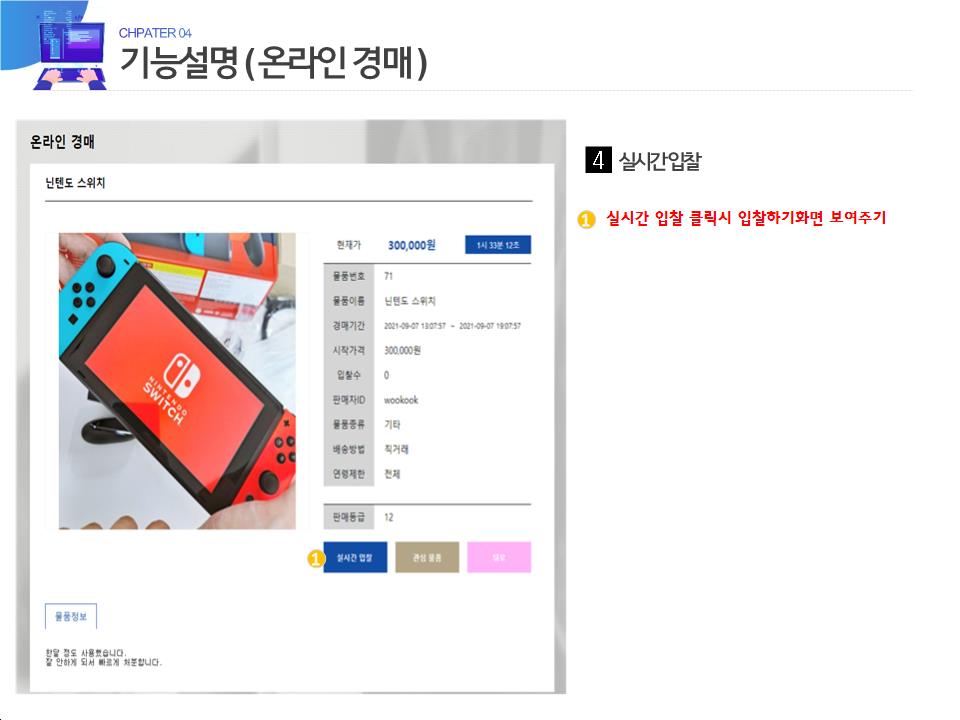 CHPATER 04
기능설명 ( 온라인 경매 )
온라인 경매
닌텐도 스위치
현재가 300,000원 1시 33분 12초
물품번호 71
물품이름 닌텐도 스위치
경매기간 2021-09-07 13:07:57 ~ 2021-09-07 19:07:57
시작가격 300,000원
입찰수 0
판매자ID wookook
물품종류 기타
배송방법 직거래
연령제한 전체
판매등급 12
NINTENDO
SWITCH
1 실시간 입찰 관심 물품
물품정보
한달 정도 사용했습니다.
잘 안하게 되서 빠르게 처분합니다.
4 실시간입찰
1 실시간 입찰 클릭시 입찰하기화면 보여주기